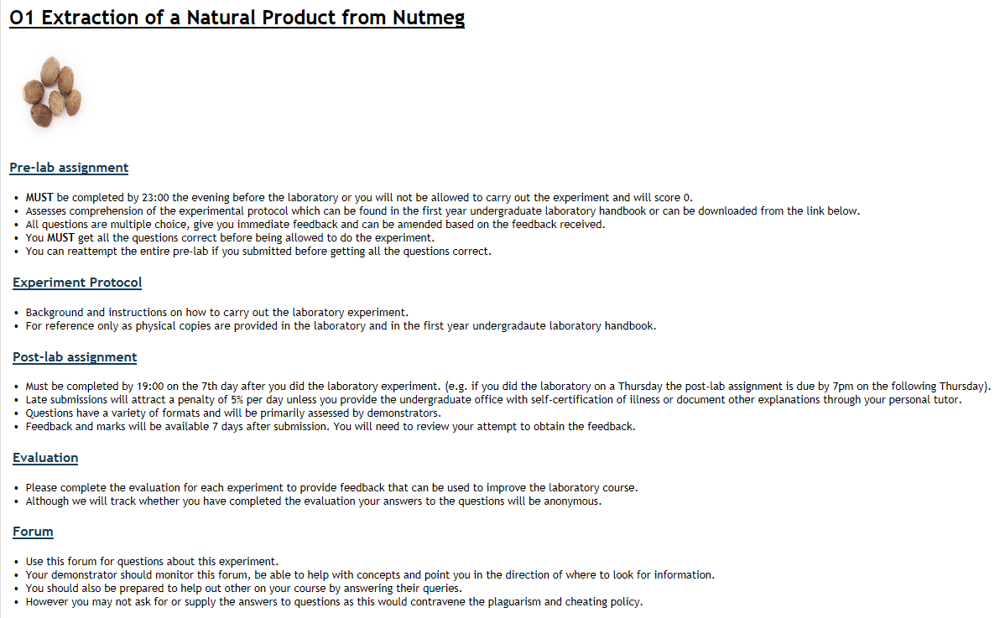 O1 Extraction of a Natural Product from Nutmeg
Pre-lab assignment
• MUST be completed by 23:00 the evening before the laboratory or you will not be allowed to carry out the experiment and will score 0.
• Assesses comprehension of the experimental protocol which can be found in the first year undergraduate laboratory handbook or can be downloaded from the link below.
• All questions are multiple choice, give you immediate feedback and can be amended based on the feedback received.
• You MUST get all the questions correct before being allowed to do the experiment.
• You can reattempt the entire pre-lab if you submitted before getting all the questions correct.
Experiment Protocol
• Background and instructions on how to carry out the laboratory experiment.
• For reference only as physical copies are provided in the laboratory and in the first year undergradaute laboratory handbook.
Post-lab assignment
• Must be completed by 19:00 on the 7th day after you did the laboratory experiment. (e.g. if you did the laboratory on a Thursday the post-lab assignment is due by 7pm on the following Thursday).
• Late submissions will attract a penalty of 5% per day unless you provide the undergraduate office with self-certification of illness or document other explanations through your personal tutor.
• Questions have a variety of formats and will be primarily assessed by demonstrators.
• Feedback and marks will be available 7 days after submission. You will need to review your attempt to obtain the feedback.
Evaluation
• Please complete the evaluation for each experiment to provide feedback that can be used to improve the laboratory course.
• Although we will track whether you have completed the evaluation your answers to the questions will be anonymous.
Forum
• Use this forum for questions about this experiment.
• Your demonstrator should monitor this forum, be able to help with concepts and point you in the direction of where to look for information.
• You should also be prepared to help out other on your course by answering their queries.
• However you may not ask for or supply the answers to questions as this would contravene the plaguarism and cheating policy.